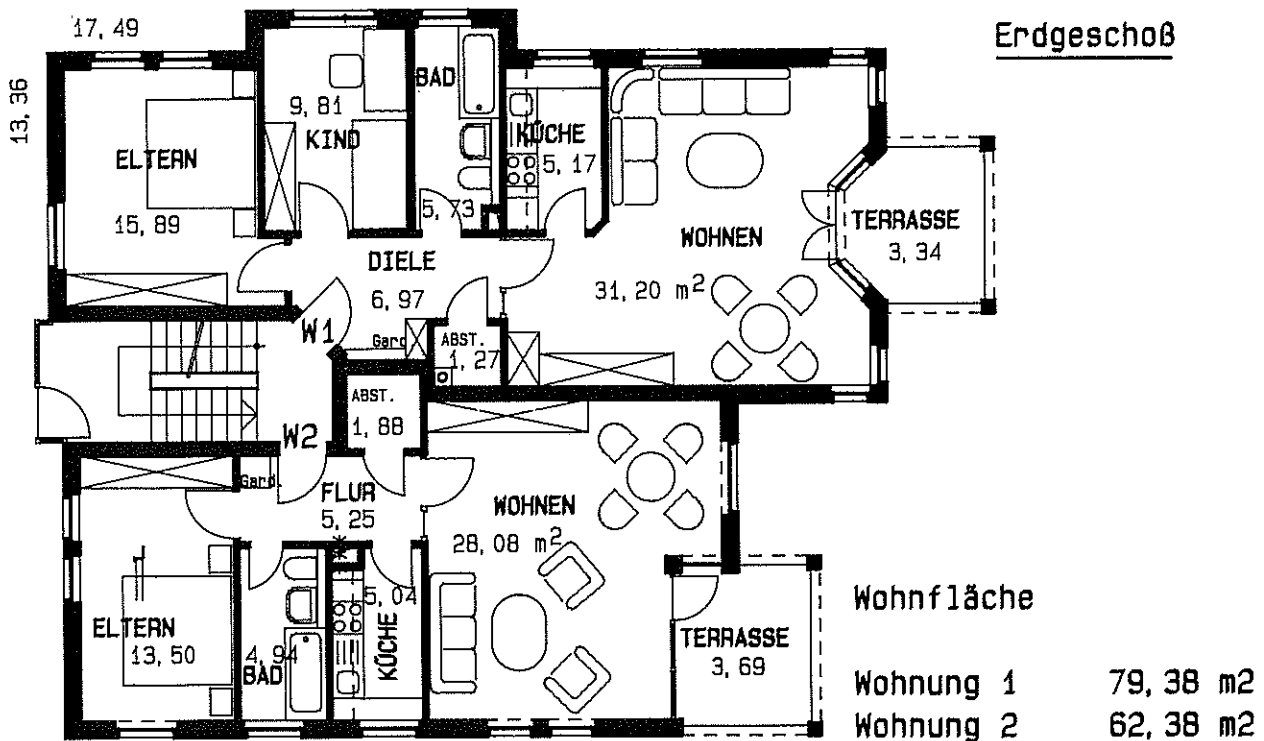 Erdgeschoß
17,49
13,36
ELTERN
15,89
9,81
KIND
BAD
5,73
KÜCHE
5,17
WOHNEN
31,20 m²
TERRASSE
3,34
DIELE
6,97
W1
Gard
ABST.
1,27
ABST.
1,88
W2
Gard.
FLUR
5,25
WOHNEN
28,08 m²
ELTERN
13,50
4,94
BAD
5,04
KÜCHE
TERRASSE
3,69
Wohnfläche
Wohnung 1 79,38 m2
Wohnung 2 62,38 m2